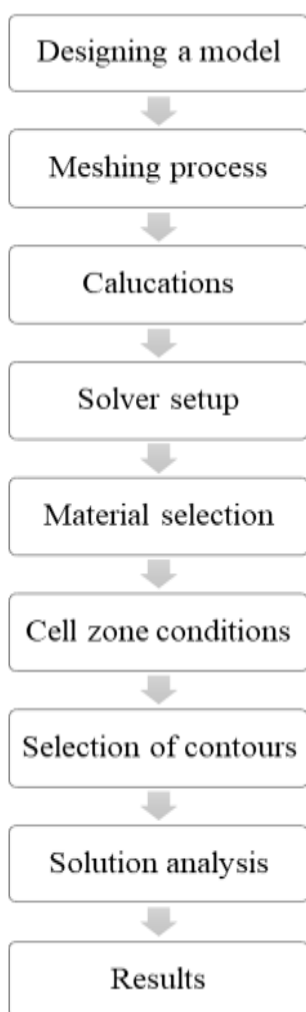 Designing a model
Meshing process
Calucations
Solver setup
Material selection
Cell zone conditions
Selection of contours
Solution analysis
Results